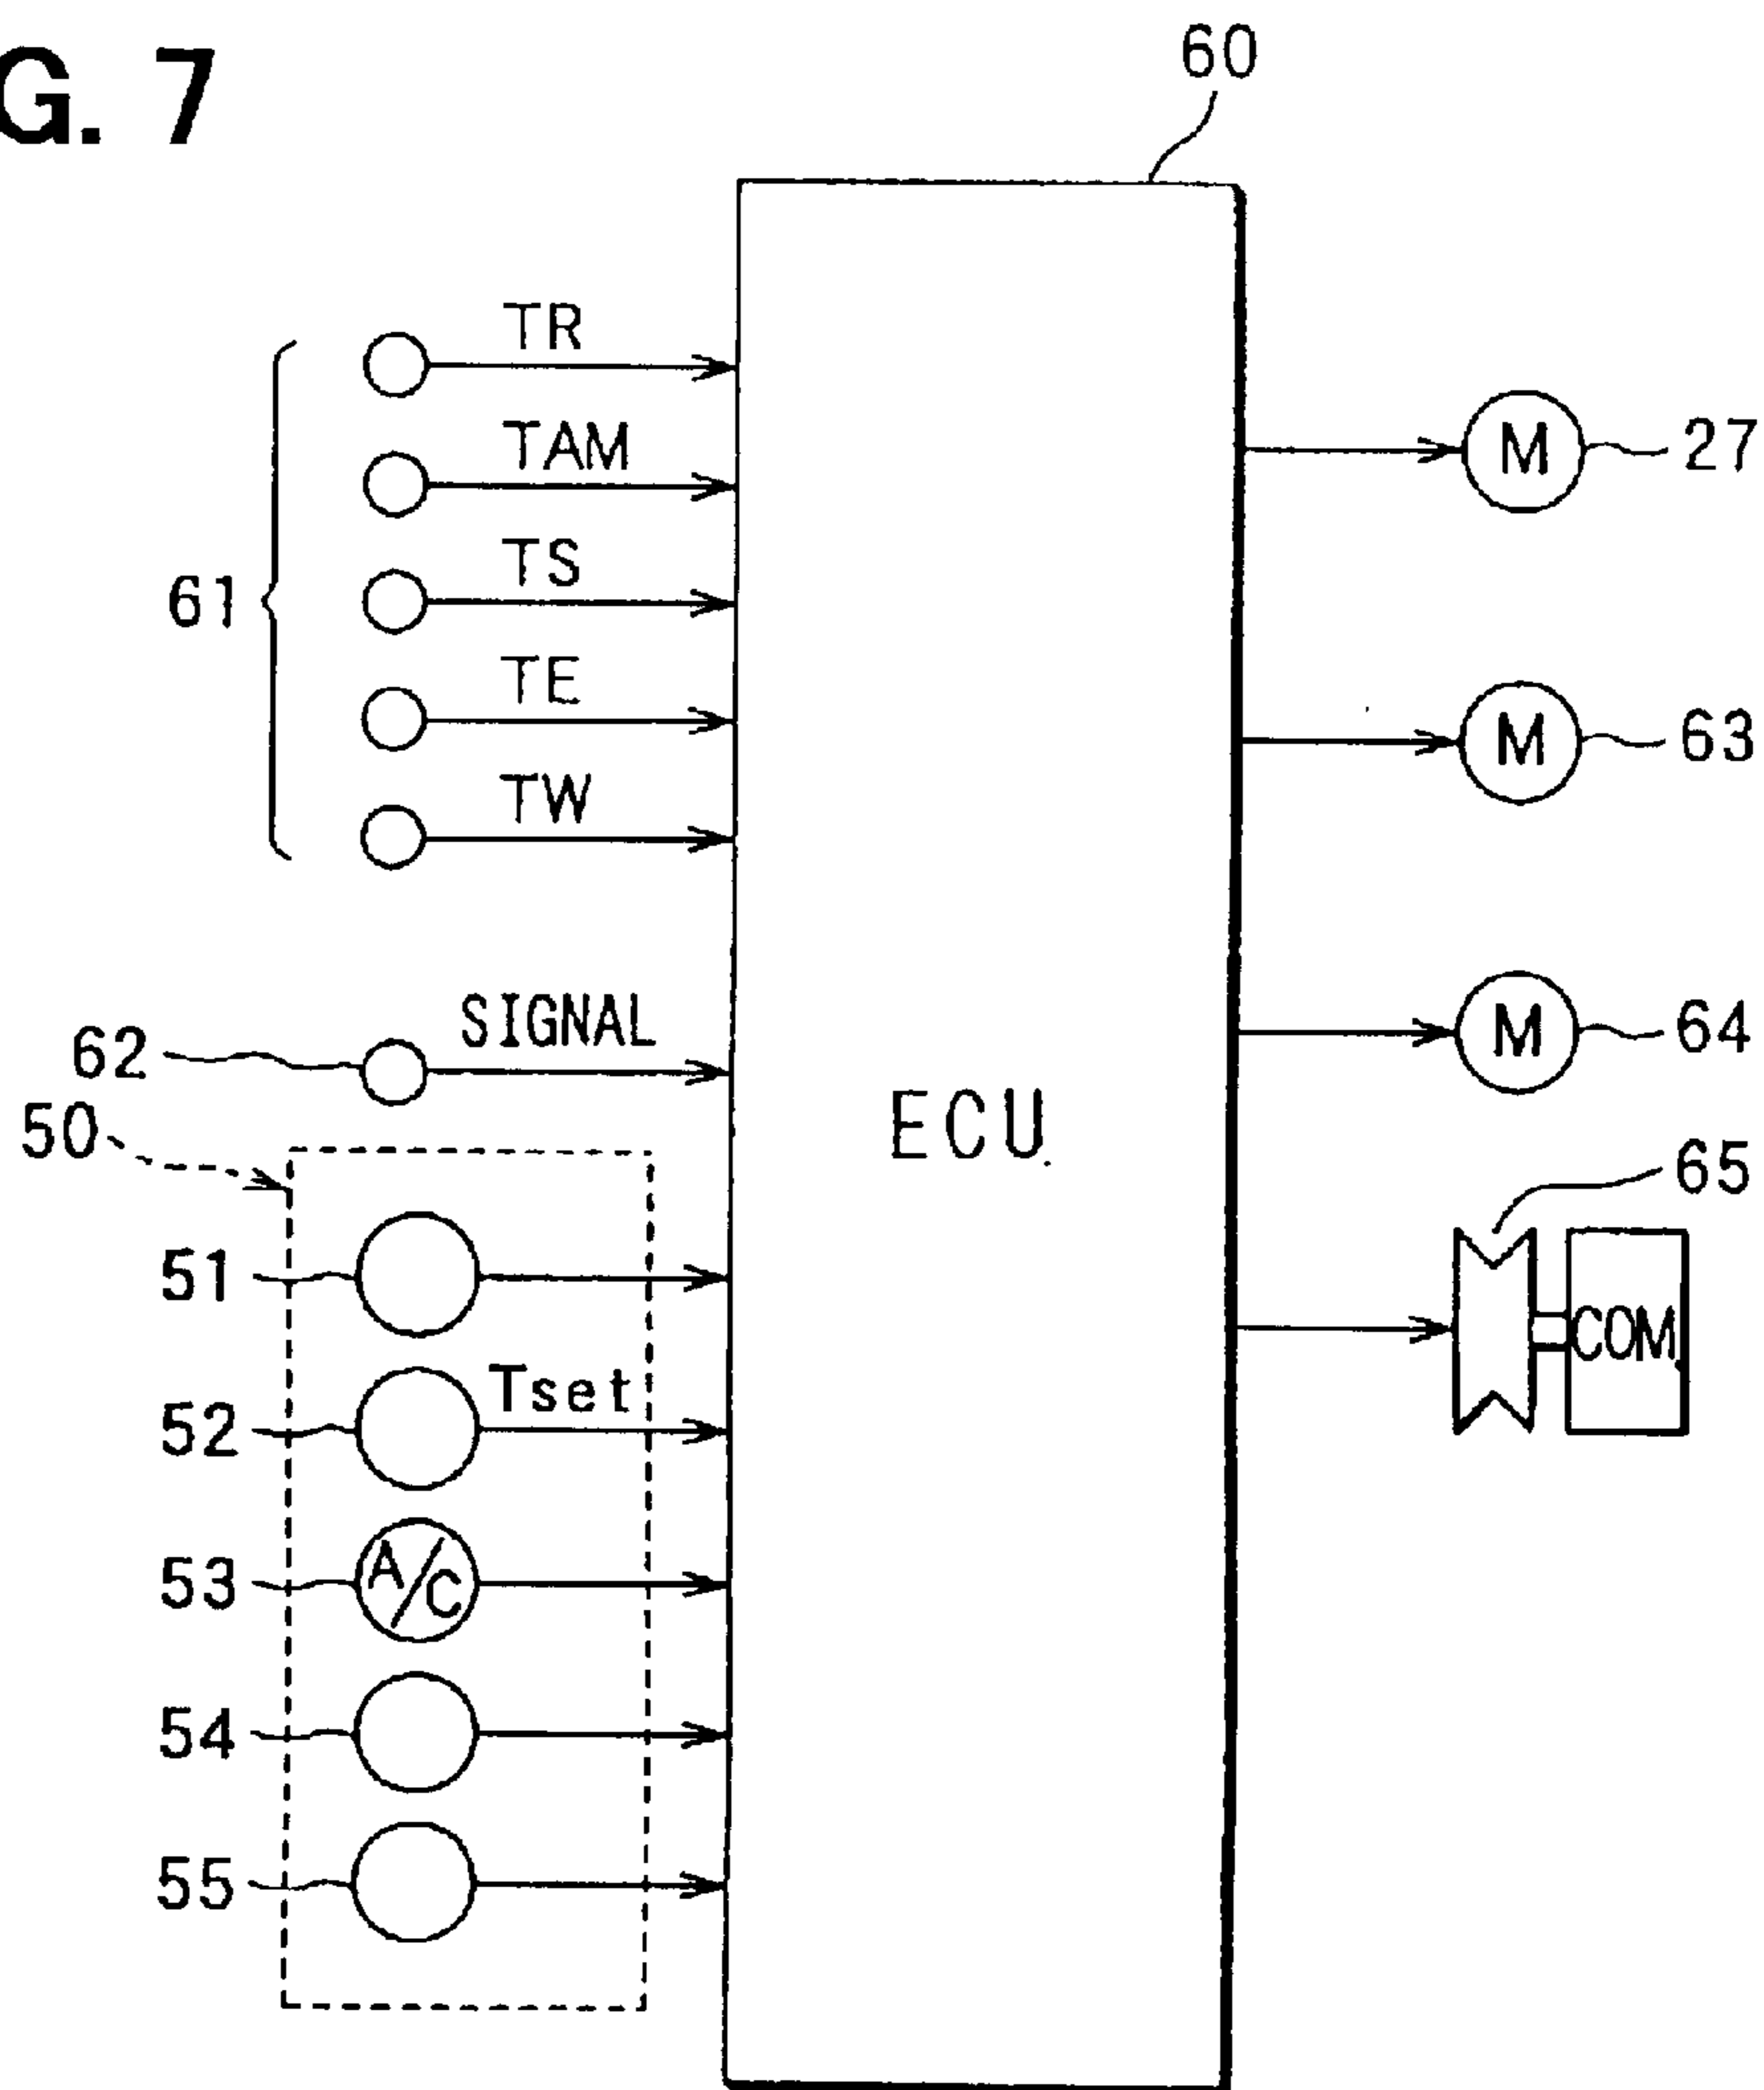 G. 7
60
TR
TAM
TS
TE
TW
61
SIGNAL
62
50
51
52
Tset
53
A/C
54
55
ECU
M
27
M
63
M
64
65
COM